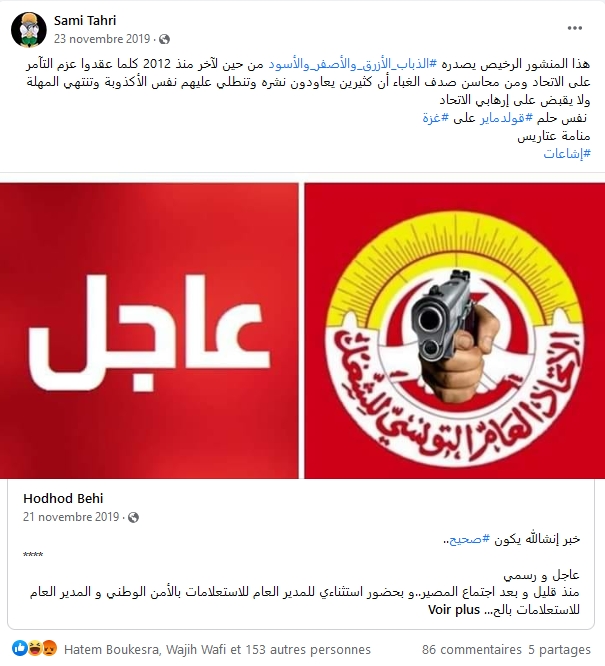 Sami Tahri
23 novembre 2019 ·
هذا المنشور الرخيص يصدره #الذباب_الأزرق_والأصفر_والأسود من حين لآخر منذ 2012 كلما عقدوا عزم التآمر
على الاتحاد ومن محاسن صدف الغباء أن كثيرين يعاودون نشره وتنطلي عليهم نفس الأكذوبة وتنتهي المهلة
ولا يقبض على إرهابي الاتحاد
نفس حلم #قولدماير على #غزة
منامة عتاريس
#إشاعات
عاجل
الاتحاد العام التونسي للشغل
Hodhod Behi
21 novembre 2019 ·
خبر إنشالله يكون #صحيح..
****
عاجل و رسمي
منذ قليل و بعد اجتماع المصير..و بحضور استثناءي للمدير العام للاستعلامات بالأمن الوطني و المدير العام
للاستعلامات بالح... Voir plus
Hatem Boukesra, Wajih Wafi et 153 autres personnes
86 commentaires 5 partages